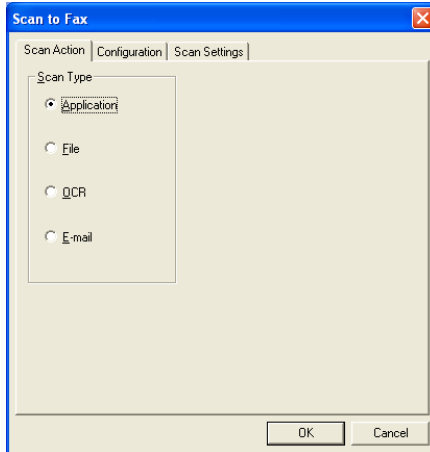 Scan to Fax
Scan Action Configuration Scan Settings
Scan Type
Application
File
OCR
E-mail
OK Cancel